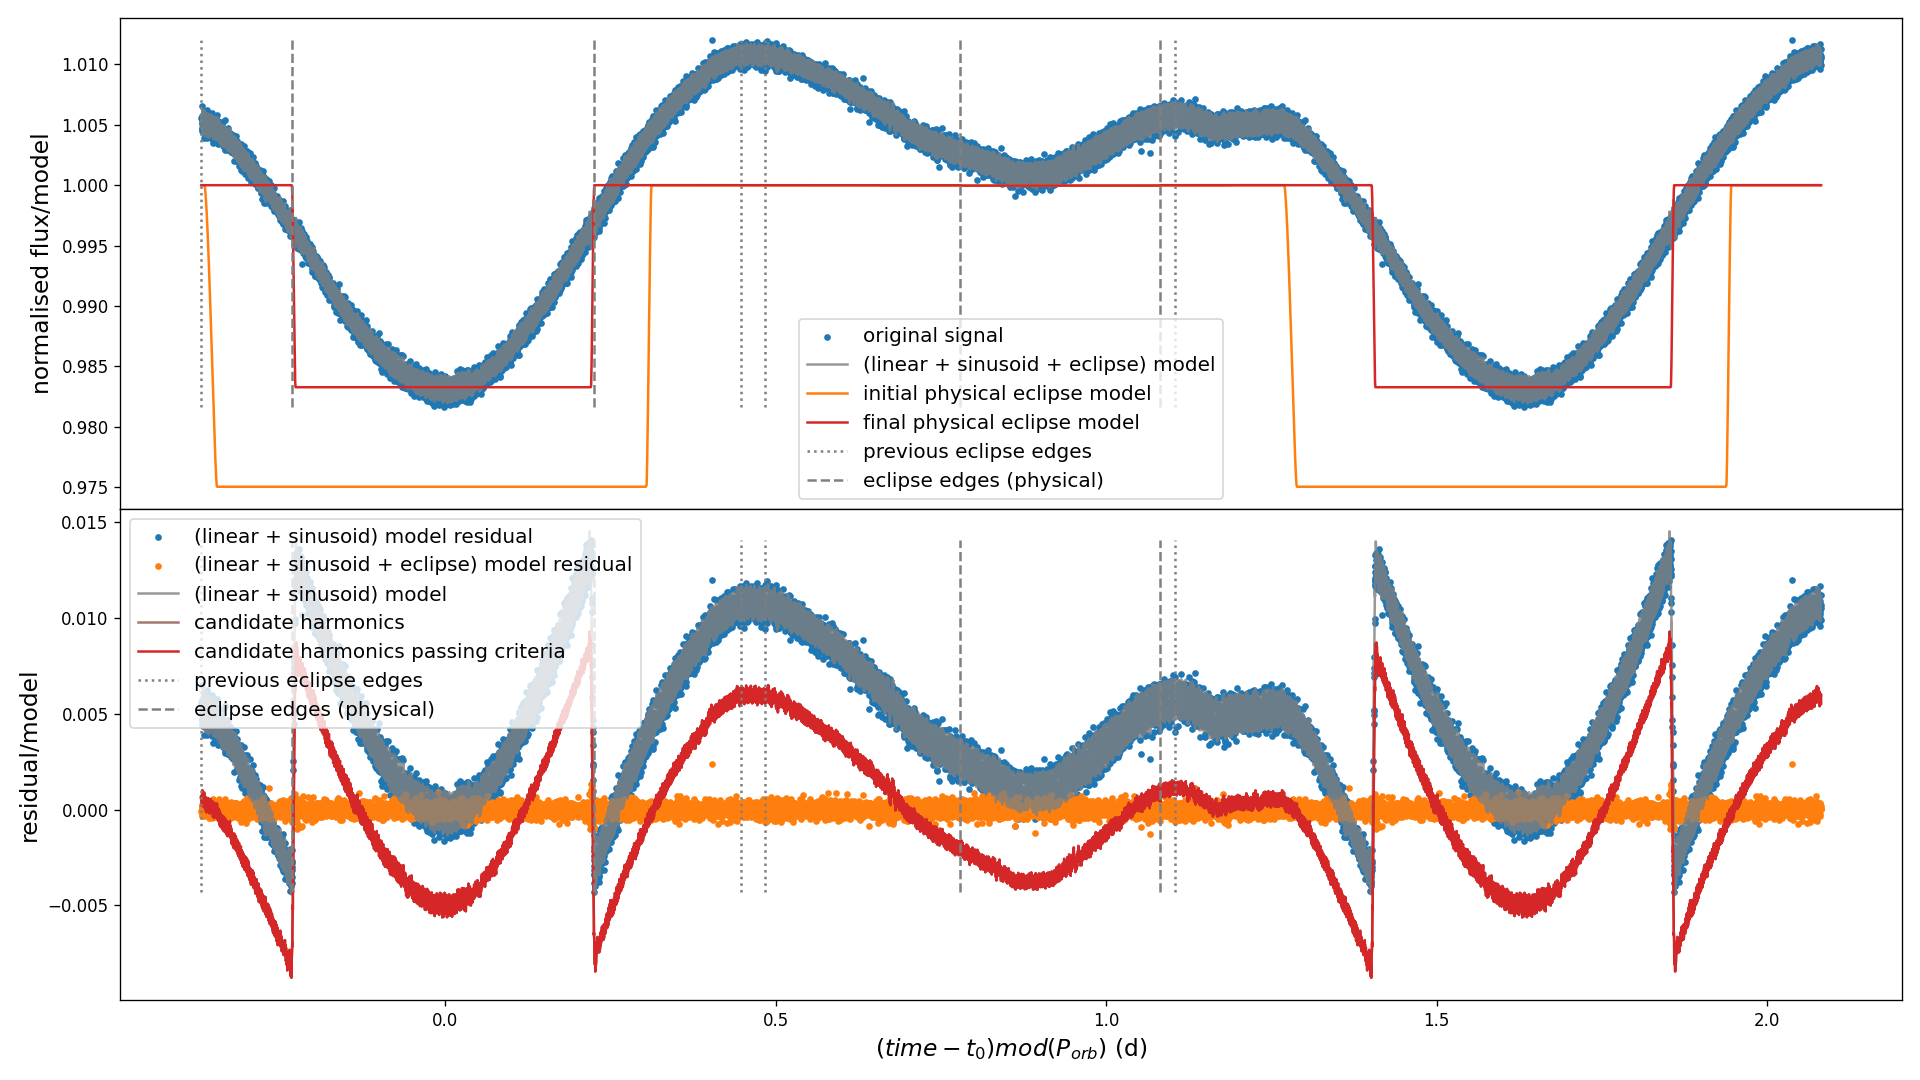 1.010
1.005
1.000
0.995
0.990
0.985
0.980
0.975
normalised flux/model
original signal
(linear + sinusoid + eclipse) model
initial physical eclipse model
final physical eclipse model
previous eclipse edges
eclipse edges (physical)
0.015
0.010
0.005
0.000
−0.005
residual/model
(linear + sinusoid) model residual
(linear + sinusoid + eclipse) model residual
(linear + sinusoid) model
candidate harmonics
candidate harmonics passing criteria
previous eclipse edges
eclipse edges (physical)
0.0 0.5 1.0 1.5 2.0
(time − t₀)mod(Pₒᵣb) (d)